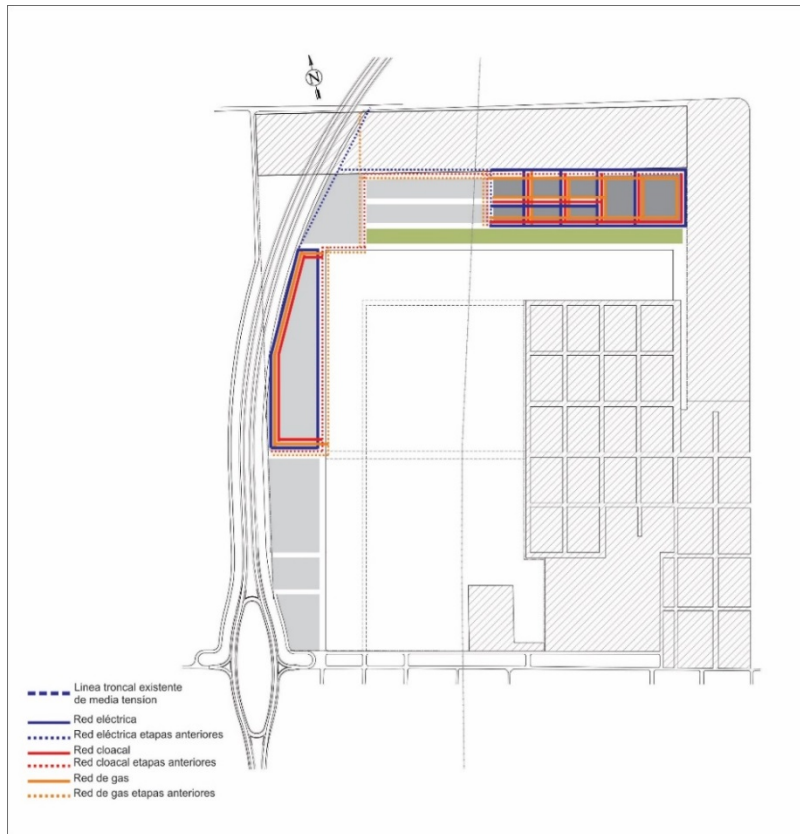 N
Linea troncal existente
de media tension
Red eléctrica
Red eléctrica etapas anteriores
Red cloacal
Red cloacal etapas anteriores
Red de gas
Red de gas etapas anteriores